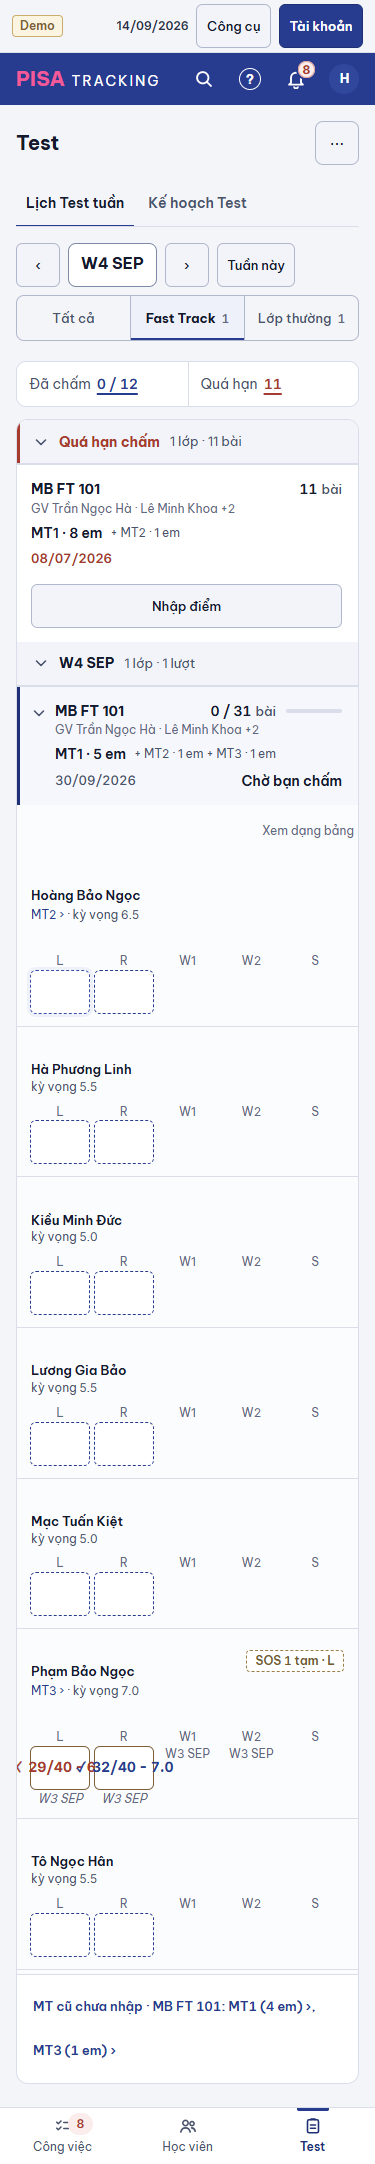 Demo 14/09/2026 Công cụ Tài khoản
PISA TRACKING ? 8 H
Test ...
Lịch Test tuần Kế hoạch Test
‹ W4 SEP › Tuần này
Tất cả Fast Track 1 Lớp thường 1
Đã chấm 0 / 12 Quá hạn 11
Quá hạn chấm 1 lớp · 11 bài
MB FT 101 11 bài
GV Trần Ngọc Hà · Lê Minh Khoa +2
MT1 · 8 em + MT2 · 1 em
08/07/2026
Nhập điểm
W4 SEP 1 lớp · 1 lượt
MB FT 101 0 / 31 bài
GV Trần Ngọc Hà · Lê Minh Khoa +2
MT1 · 5 em + MT2 · 1 em + MT3 · 1 em
30/09/2026 Chờ bạn chấm
Xem dạng bảng
Hoàng Bảo Ngọc
MT2 › · kỳ vọng 6.5
L R W1 W2 S
Hà Phương Linh
kỳ vọng 5.5
L R W1 W2 S
Kiều Minh Đức
kỳ vọng 5.0
L R W1 W2 S
Lương Gia Bảo
kỳ vọng 5.5
L R W1 W2 S
Mạc Tuấn Kiệt
kỳ vọng 5.0
L R W1 W2 S
Phạm Bảo Ngọc SOS 1 tạm · L
MT3 › · kỳ vọng 7.0
L R W1 W2 S
W3 SEP W3 SEP
29/40 ✓ 32/40 - 7.0
W3 SEP W3 SEP
Tô Ngọc Hân
kỳ vọng 5.5
L R W1 W2 S
MT cũ chưa nhập · MB FT 101: MT1 (4 em) ›,
MT3 (1 em) ›
8
Công việc Học viên Test